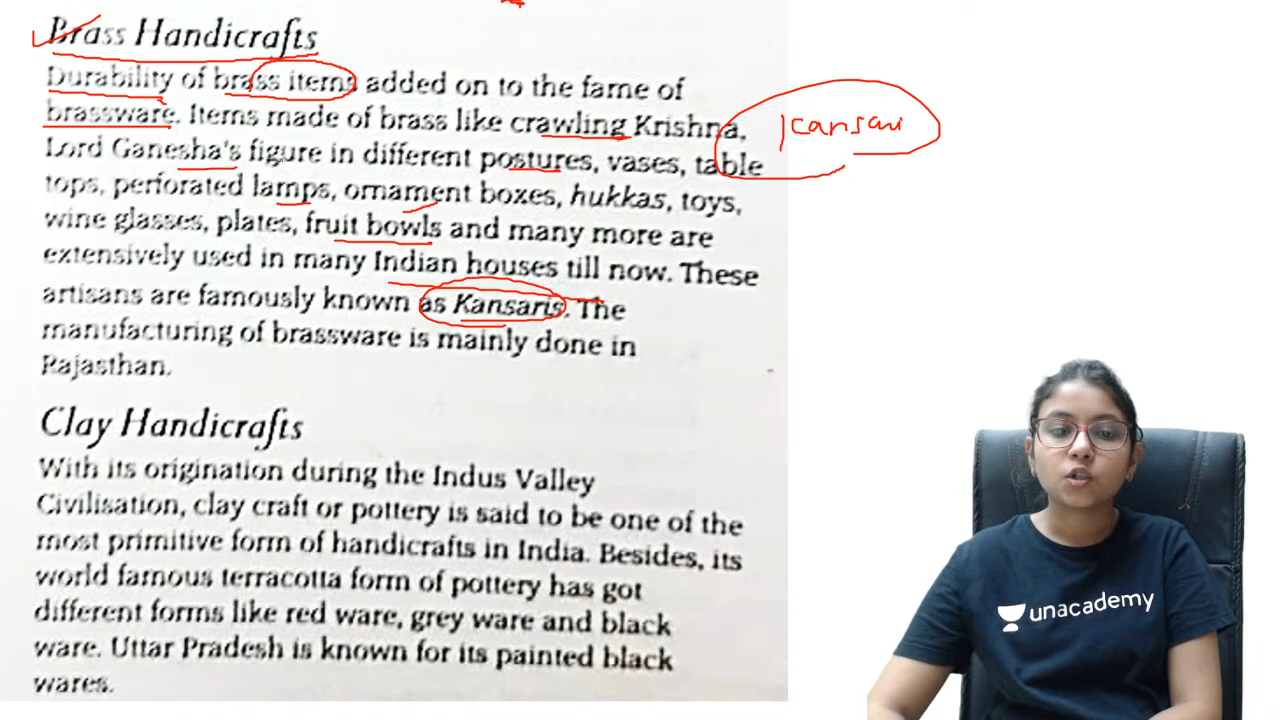 Brass Handicrafts
Durability of brass items added on to the fame of
brassware. Items made of brass like crawling Krishna,
Lord Ganesha's figure in different postures, vases, table
tops, perforated lamps, ornament boxes, hukkas, toys,
wine glasses, plates, fruit bowls and many more are
extensively used in many Indian houses till now. These
artisans are famously known as Kansaris. The
manufacturing of brassware is mainly done in
Rajasthan.
Kansari
Clay Handicrafts
With its origination during the Indus Valley
Civilisation, clay craft or pottery is said to be one of the
most primitive form of handicrafts in India. Besides, its
world famous terracotta form of pottery has got
different forms like red ware, grey ware and black
ware. Uttar Pradesh is known for its painted black
wares.
unacademy